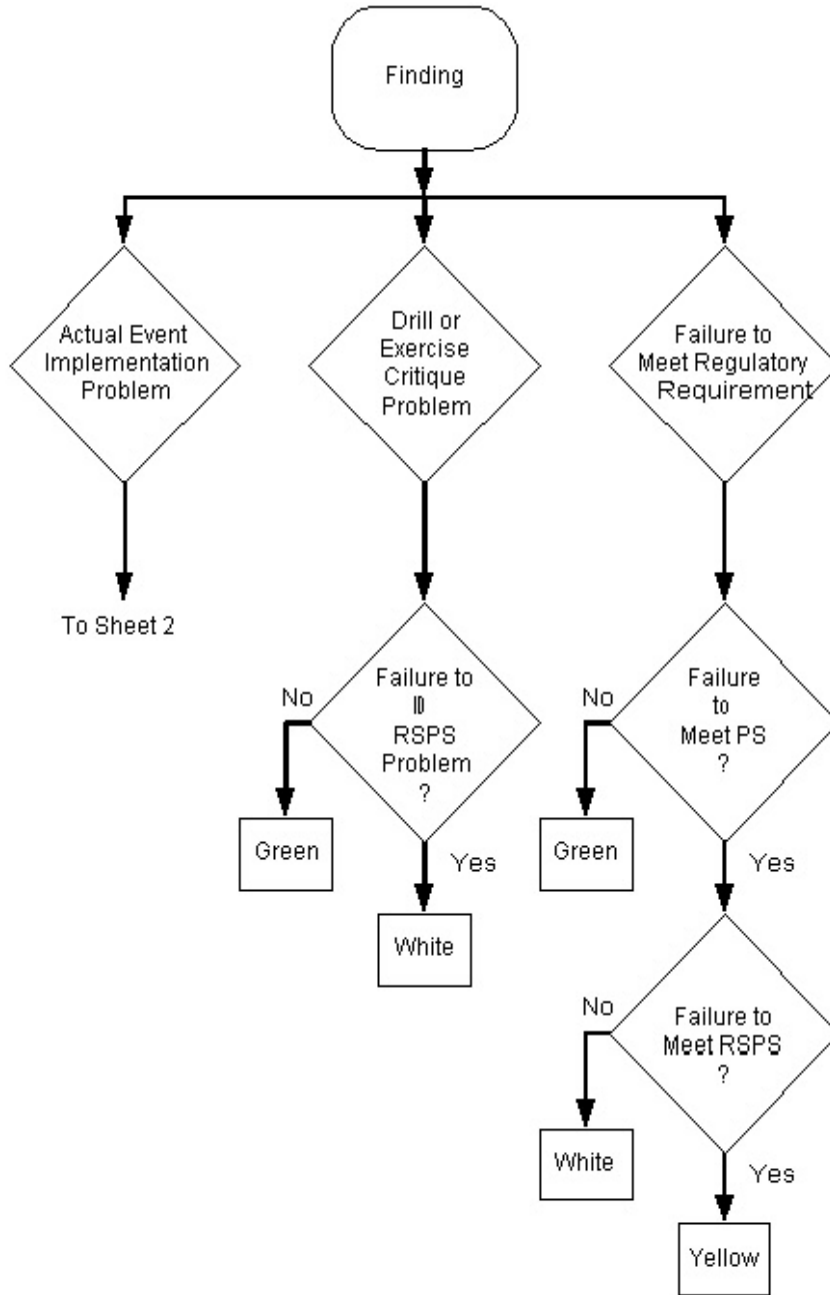 Finding
Actual Event
Implementation
Problem
Drill or
Exercise
Critique
Problem
Failure to
Meet Regulatory
Requirement
To Sheet 2
No
Failure to
ID
RSPS
Problem
?
Green
Yes
White
No
Failure
to
Meet PS
?
Green
Yes
No
Failure to
Meet RSPS
?
White
Yes
Yellow